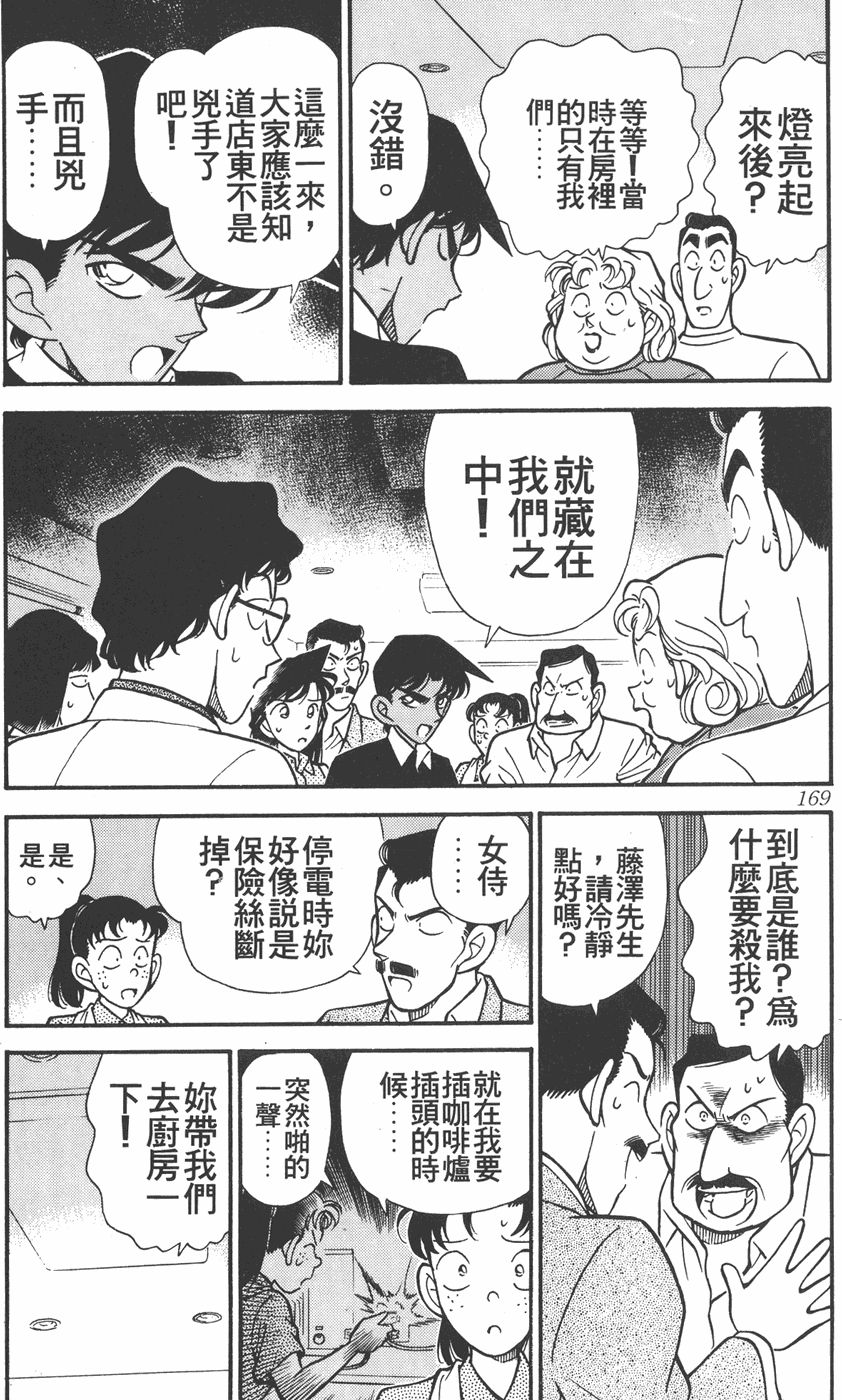 燈亮起
來後？
等等！當
時在房裡
的只有我
們……
沒錯。
這麼一來，
大家應該知
道店東不是
兇手了
吧！
而且兇
手……
就藏在
我們之
中！
169
到底是誰？爲
什麼要殺我？
藤澤先生
，請冷靜
點好嗎？
女侍
……
停電時妳
好像説是
保險絲斷
掉？
是、
是。
就在我要
插咖啡爐
插頭的時
候……
突然啪的
一聲……
妳帶我們
去廚房一
下！